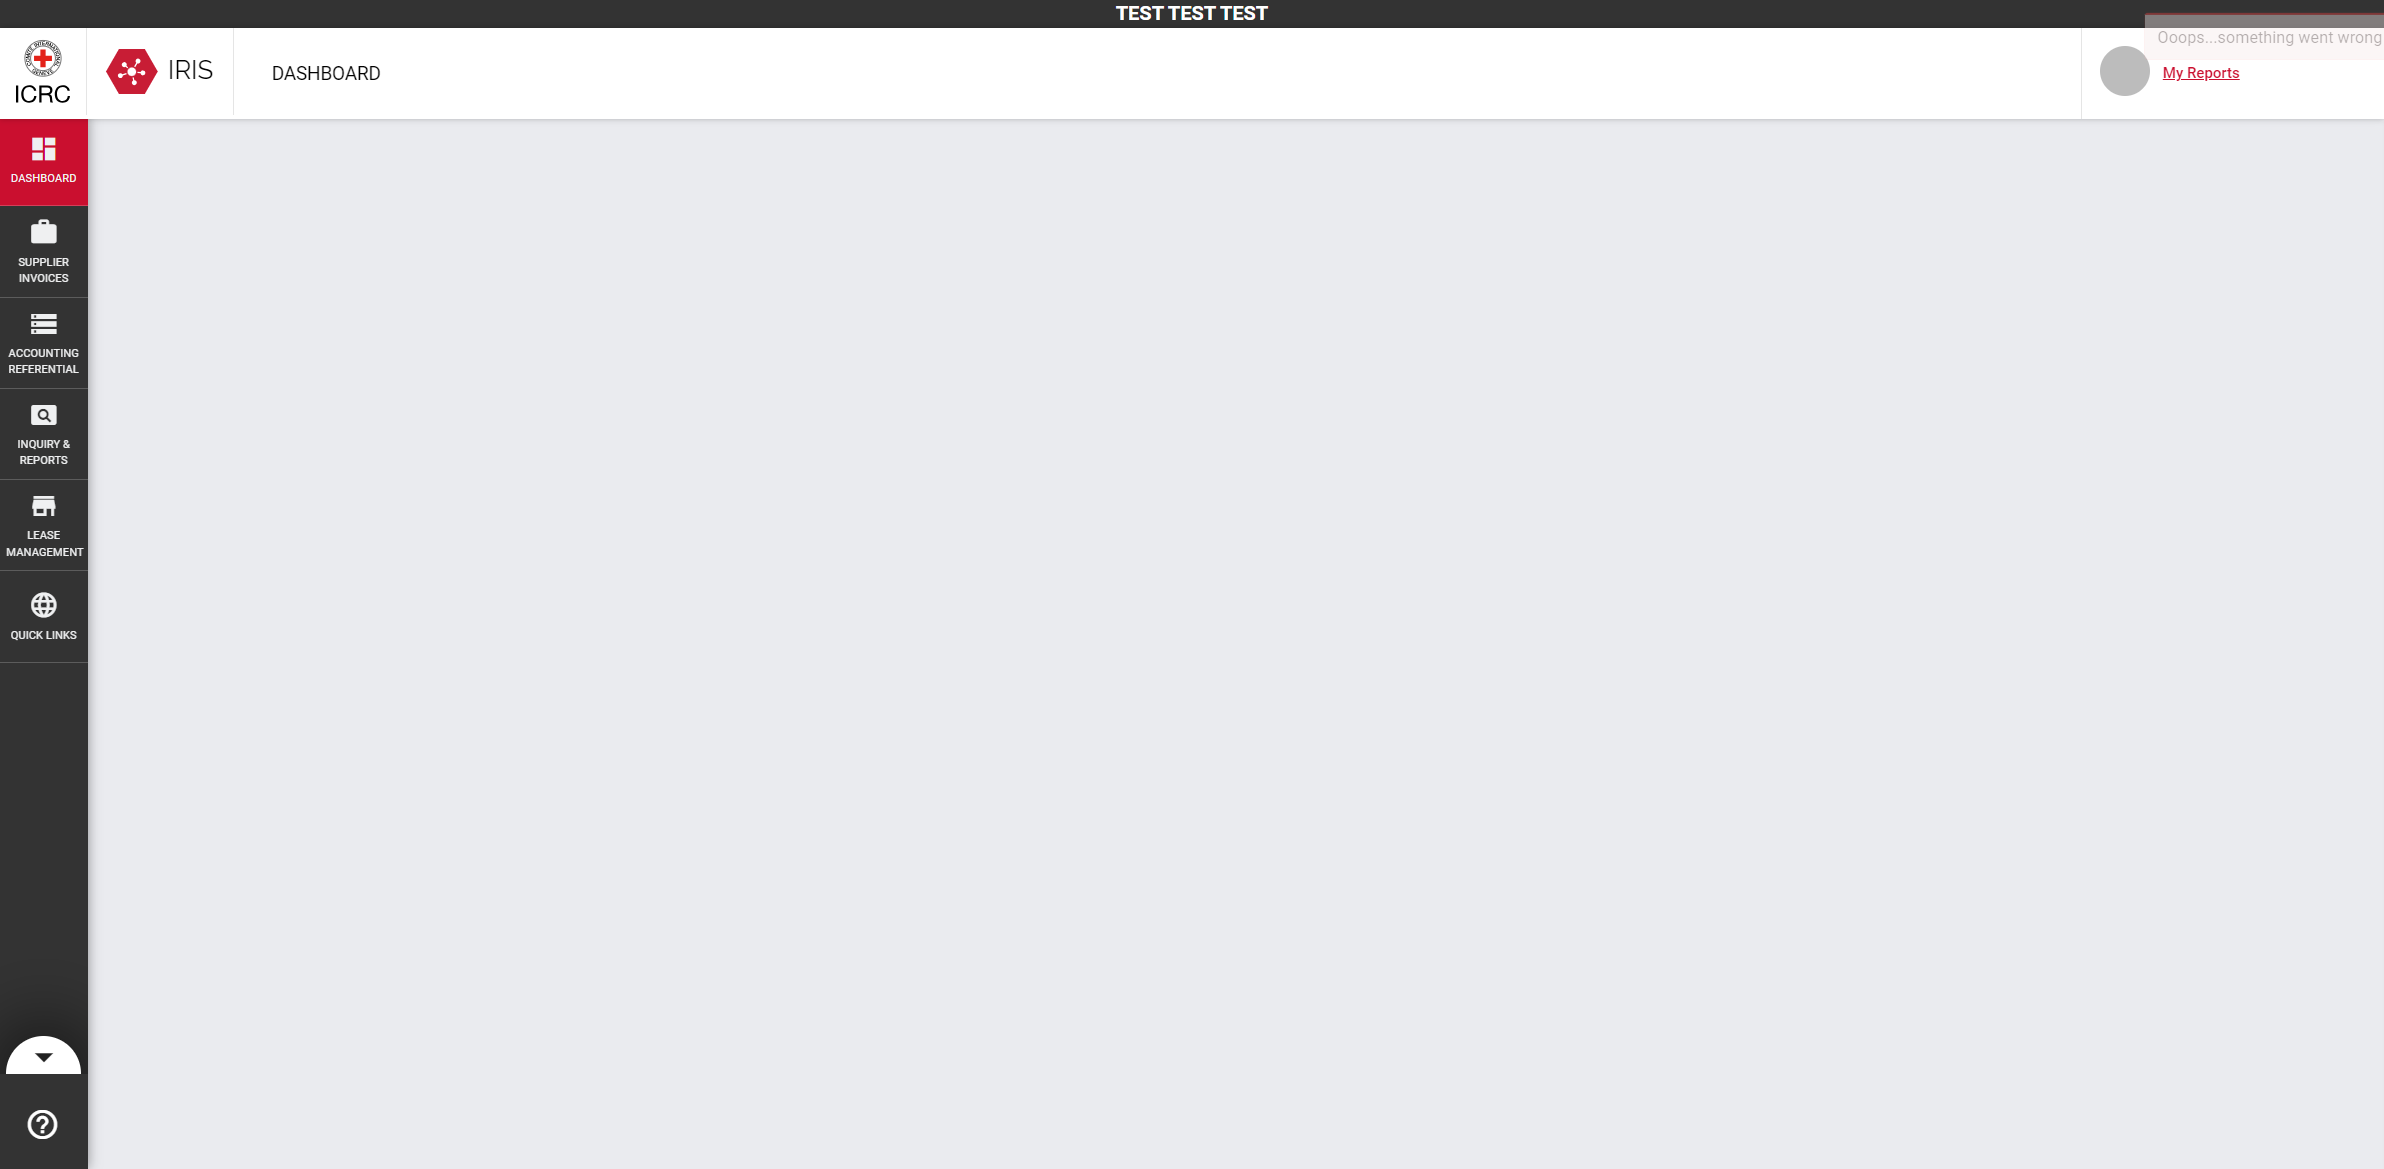 TEST TEST TEST
Ooops...something went wrong
ICRC
IRIS
DASHBOARD
My Reports
DASHBOARD
SUPPLIER
INVOICES
ACCOUNTING
REFERENTIAL
INQUIRY &
REPORTS
LEASE
MANAGEMENT
QUICK LINKS